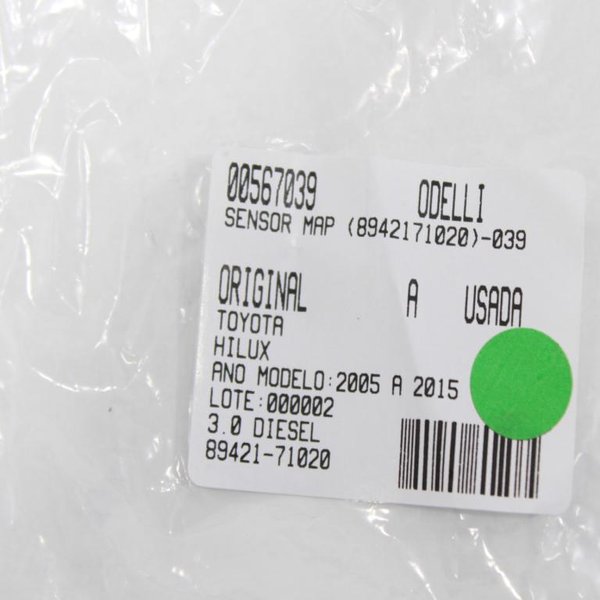 00567039 ODELLI
SENSOR MAP (8942171020)-039
ORIGINAL A USADA
TOYOTA
HILUX
ANO MODELO:2005 A 2015
LOTE:000002
3.0 DIESEL
89421-71020